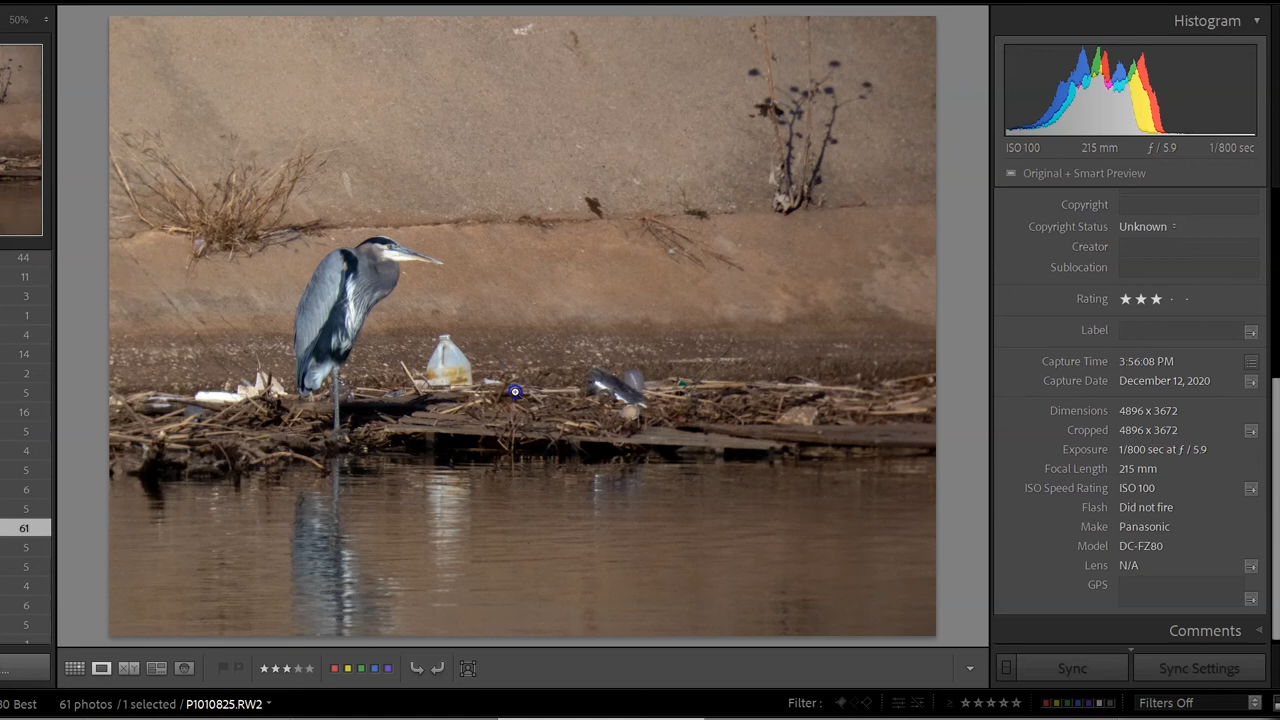 50%
Histogram
ISO 100 215 mm ƒ / 5.9 1/800 sec
Original + Smart Preview
Copyright
Copyright Status Unknown
Creator
Sublocation
Rating ★ ★ ★ · ·
Label
Capture Time 3:56:08 PM
Capture Date December 12, 2020
Dimensions 4896 x 3672
Cropped 4896 x 3672
Exposure 1/800 sec at ƒ / 5.9
Focal Length 215 mm
ISO Speed Rating ISO 100
Flash Did not fire
Make Panasonic
Model DC-FZ80
Lens N/A
GPS
Comments
44
11
3
1
4
14
2
5
16
5
4
5
6
5
61
5
5
4
6
5
...
XY
Sync Sync Settings
30 Best 61 photos / 1 selected / P1010825.RW2
Filter : ≥ ★★★★★ Filters Off